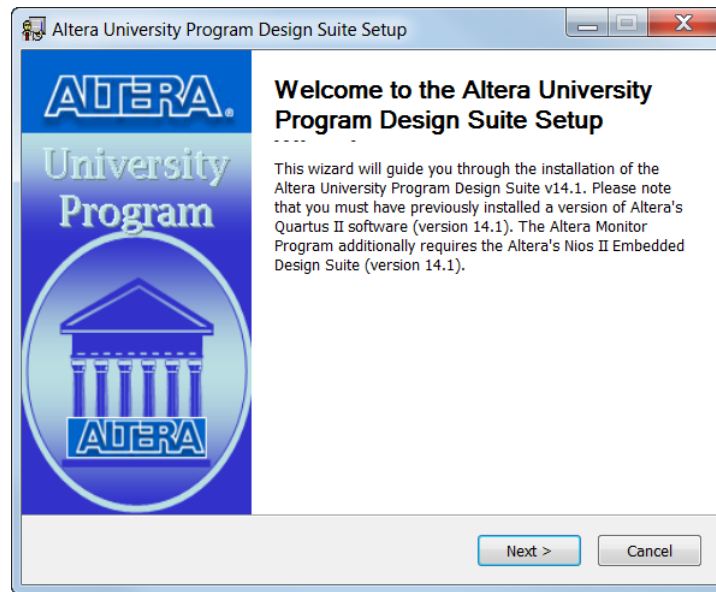 Altera University Program Design Suite Setup
ALTERA®
University
Program
ALTERA
Welcome to the Altera University
Program Design Suite Setup
This wizard will guide you through the installation of the
Altera University Program Design Suite v14.1. Please note
that you must have previously installed a version of Altera's
Quartus II software (version 14.1). The Altera Monitor
Program additionally requires the Altera's Nios II Embedded
Design Suite (version 14.1).
Next >
Cancel